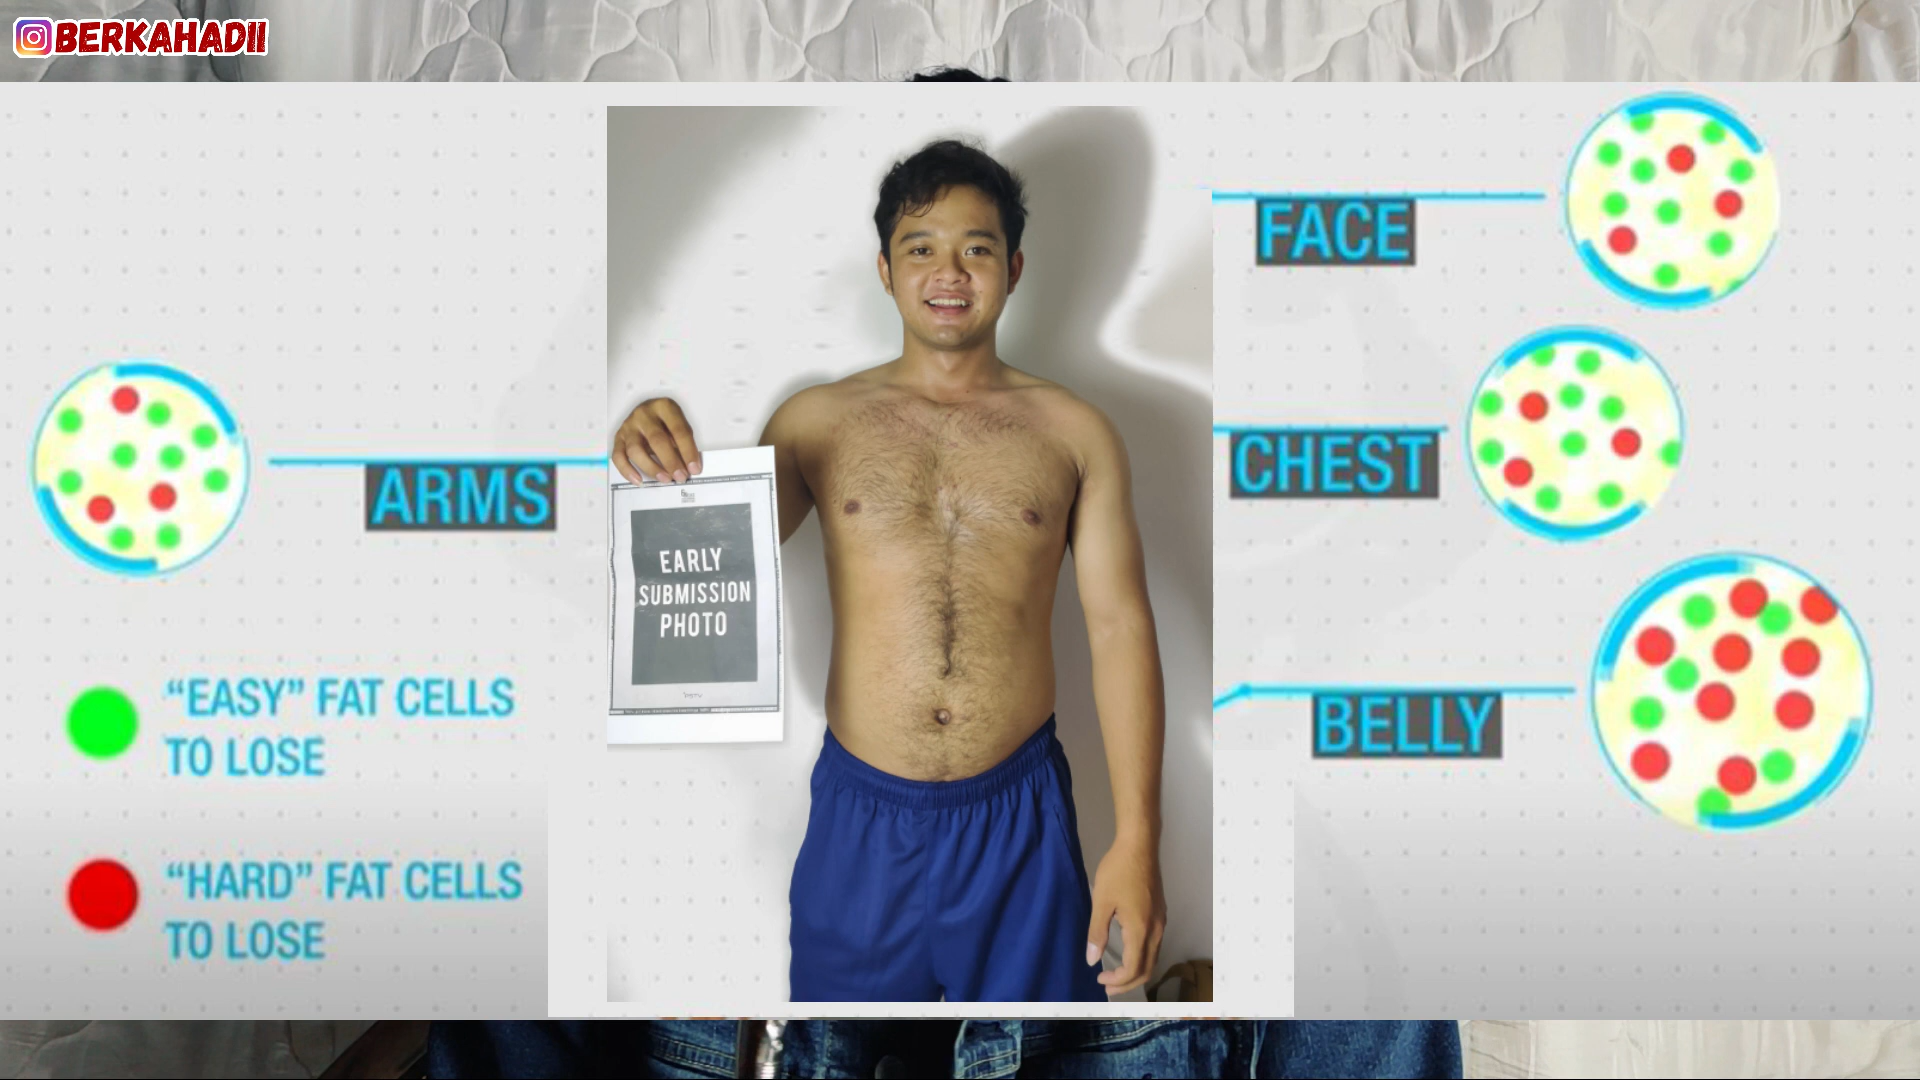 BERKAHADII
FACE
CHEST
ARMS
EARLY
SUBMISSION
PHOTO
BELLY
“EASY” FAT CELLS
TO LOSE
“HARD” FAT CELLS
TO LOSE